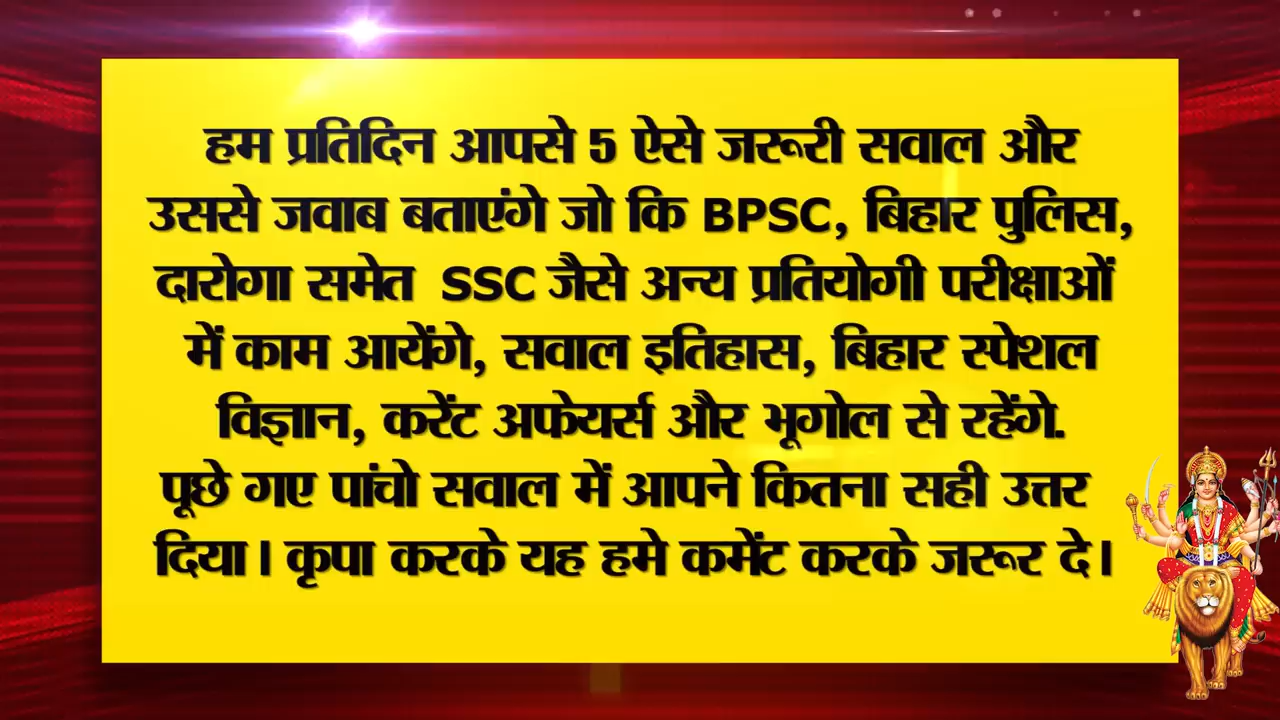 हम प्रतिदिन आपसे 5 ऐसे जरूरी सवाल और
उससे जवाब बताएंगे जो कि BPSC, बिहार पुलिस,
दारोगा समेत SSC जैसे अन्य प्रतियोगी परीक्षाओं
में काम आयेंगे, सवाल इतिहास, बिहार स्पेशल
विज्ञान, करेंट अफेयर्स और भूगोल से रहेंगे.
पूछे गए पांचो सवाल में आपने कितना सही उत्तर
दिया। कृपा करके यह हमे कमेंट करके जरूर दे।